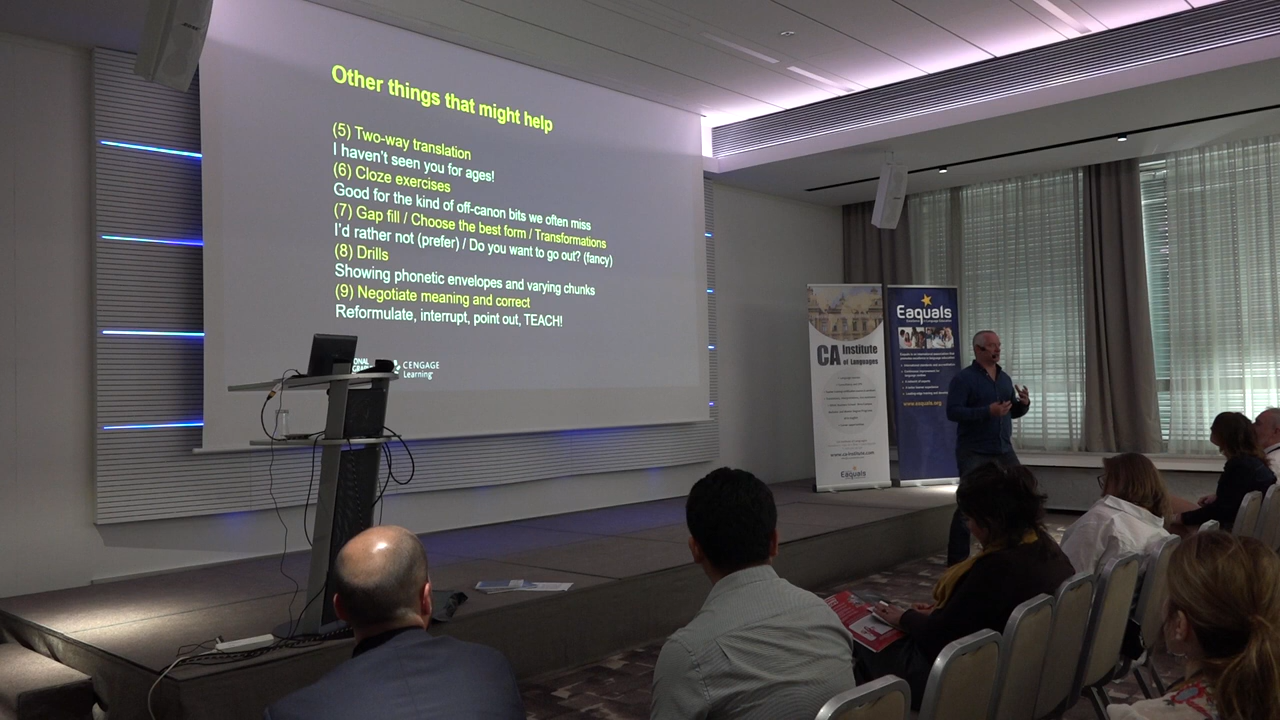 Other things that might help
(5) Two-way translation
I haven't seen you for ages!
(6) Cloze exercises
Good for the kind of off-canon bits we often miss
(7) Gap fill / Choose the best form / Transformations
I'd rather not (prefer) / Do you want to go out? (fancy)
(8) Drills
Showing phonetic envelopes and varying chunks
(9) Negotiate meaning and correct
Reformulate, interrupt, point out, TEACH!
CENGAGE
Learning
CA Institute
of Languages
Eaquals
Eaquals
www.eaquals.org